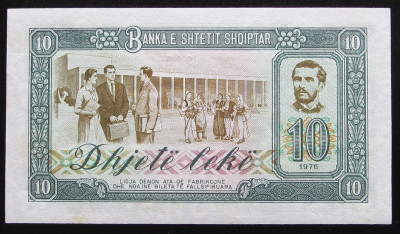 10 BANKA E SHTETIT SHQIPTAR 10
Dhjetë lekë
10
1976
LIGJA DENON ATA QË FABRIKOJNË
DHE NDAJNË BILETA TË FALLSIFIKUARA
10 10